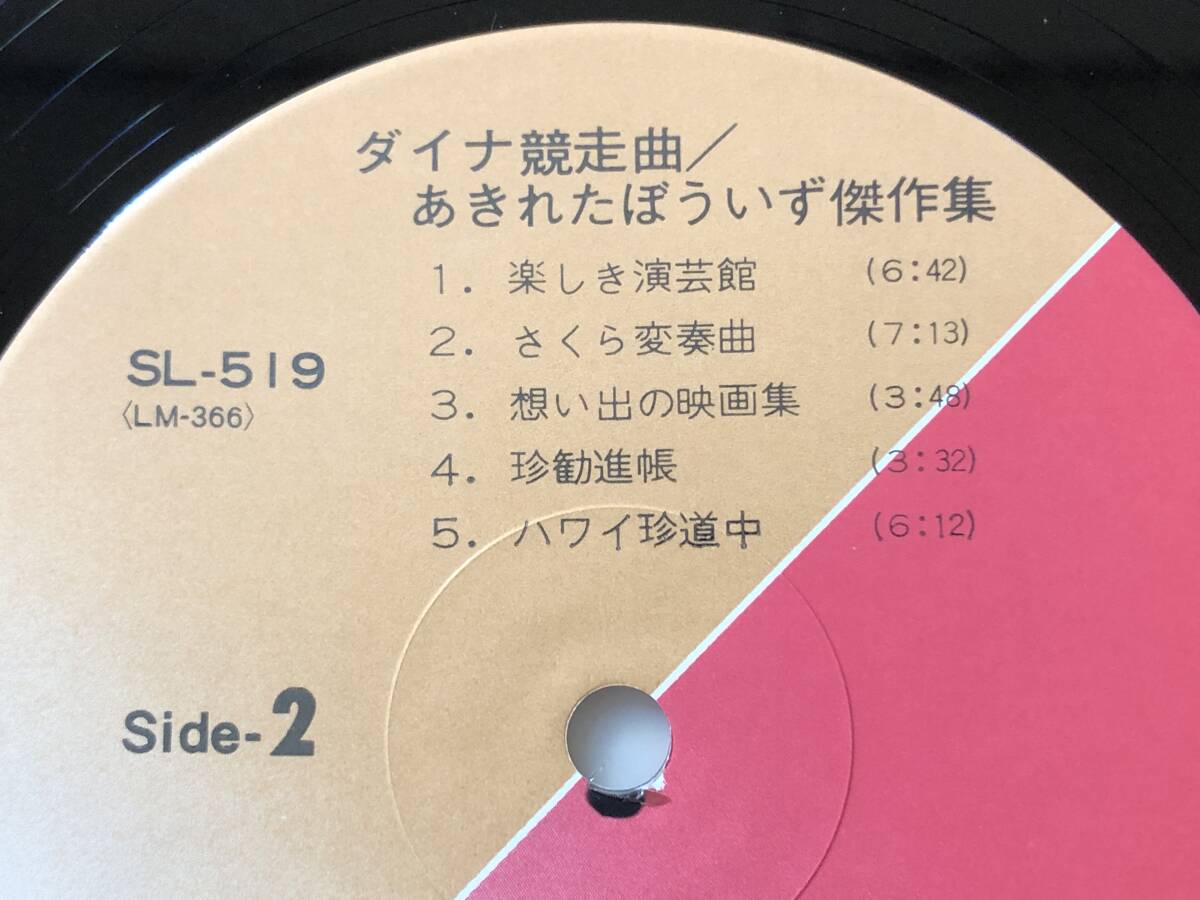 ダイナ競走曲/
あきれたぼういず傑作集
1. 楽しき演芸館 (6:42)
2. さくら変奏曲 (7:13)
3. 想い出の映画集 (3:48)
4. 珍勧進帳 (3:32)
5. ハワイ珍道中 (6:12)
SL-519
〈LM-366〉
Side-2